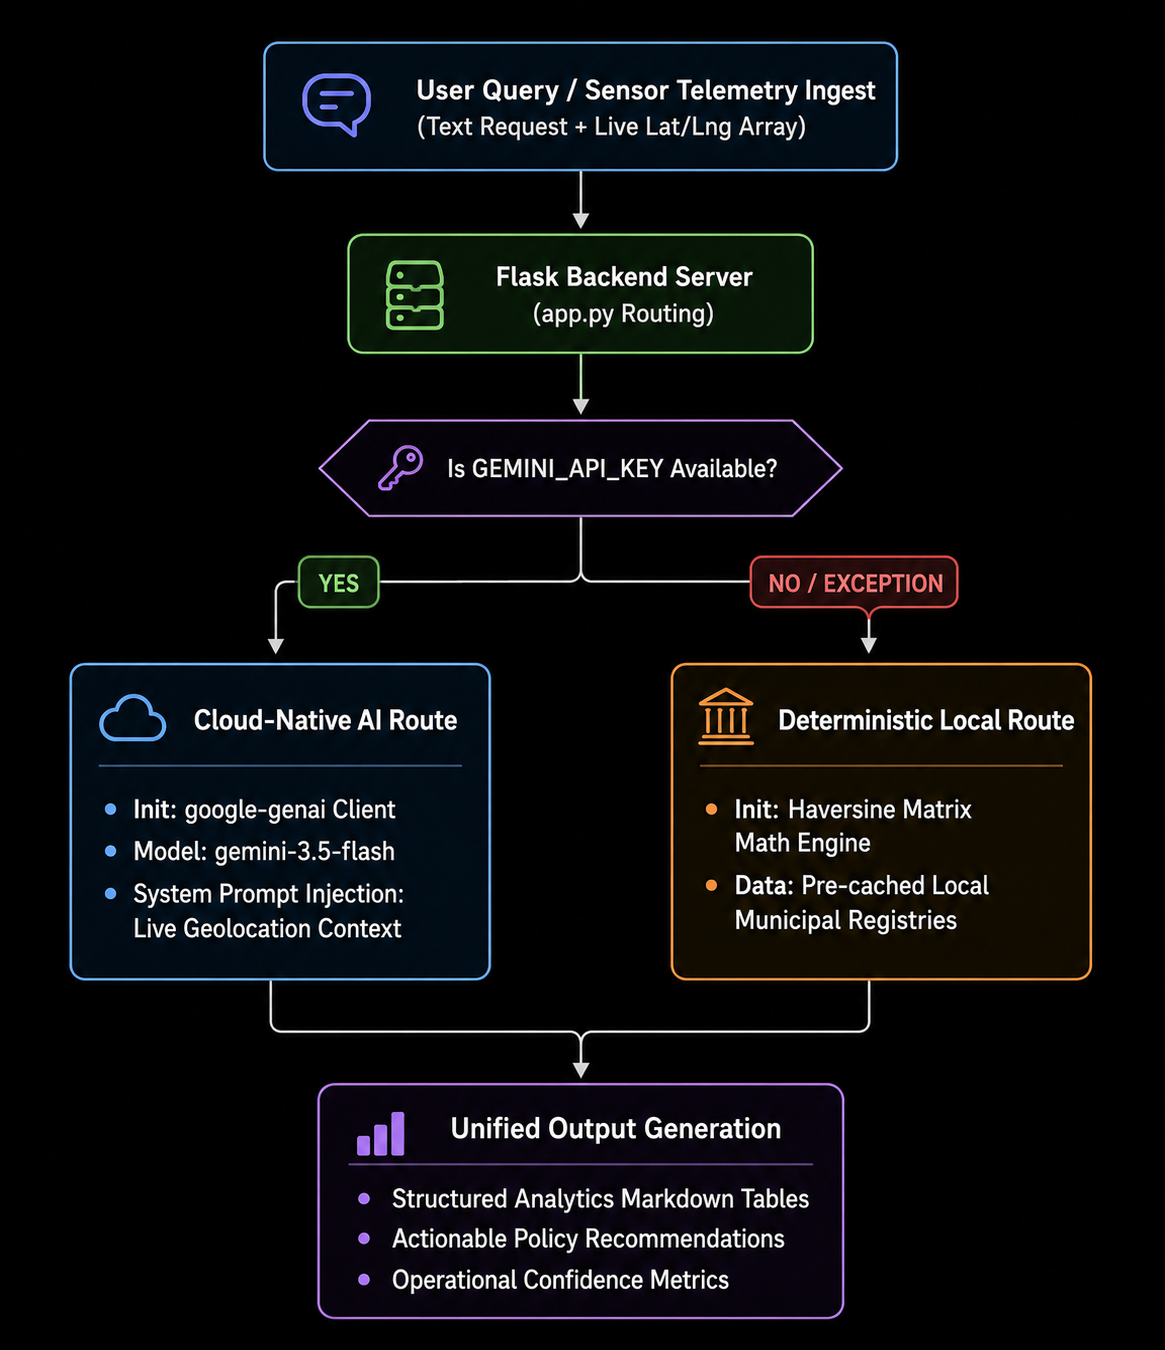 User Query / Sensor Telemetry Ingest
(Text Request + Live Lat/Lng Array)
Flask Backend Server
(app.py Routing)
Is GEMINI_API_KEY Available?
YES
NO / EXCEPTION
Cloud-Native AI Route
Init: google-genai Client
Model: gemini-3.5-flash
System Prompt Injection:
Live Geolocation Context
Deterministic Local Route
Init: Haversine Matrix
Math Engine
Data: Pre-cached Local
Municipal Registries
Unified Output Generation
Structured Analytics Markdown Tables
Actionable Policy Recommendations
Operational Confidence Metrics